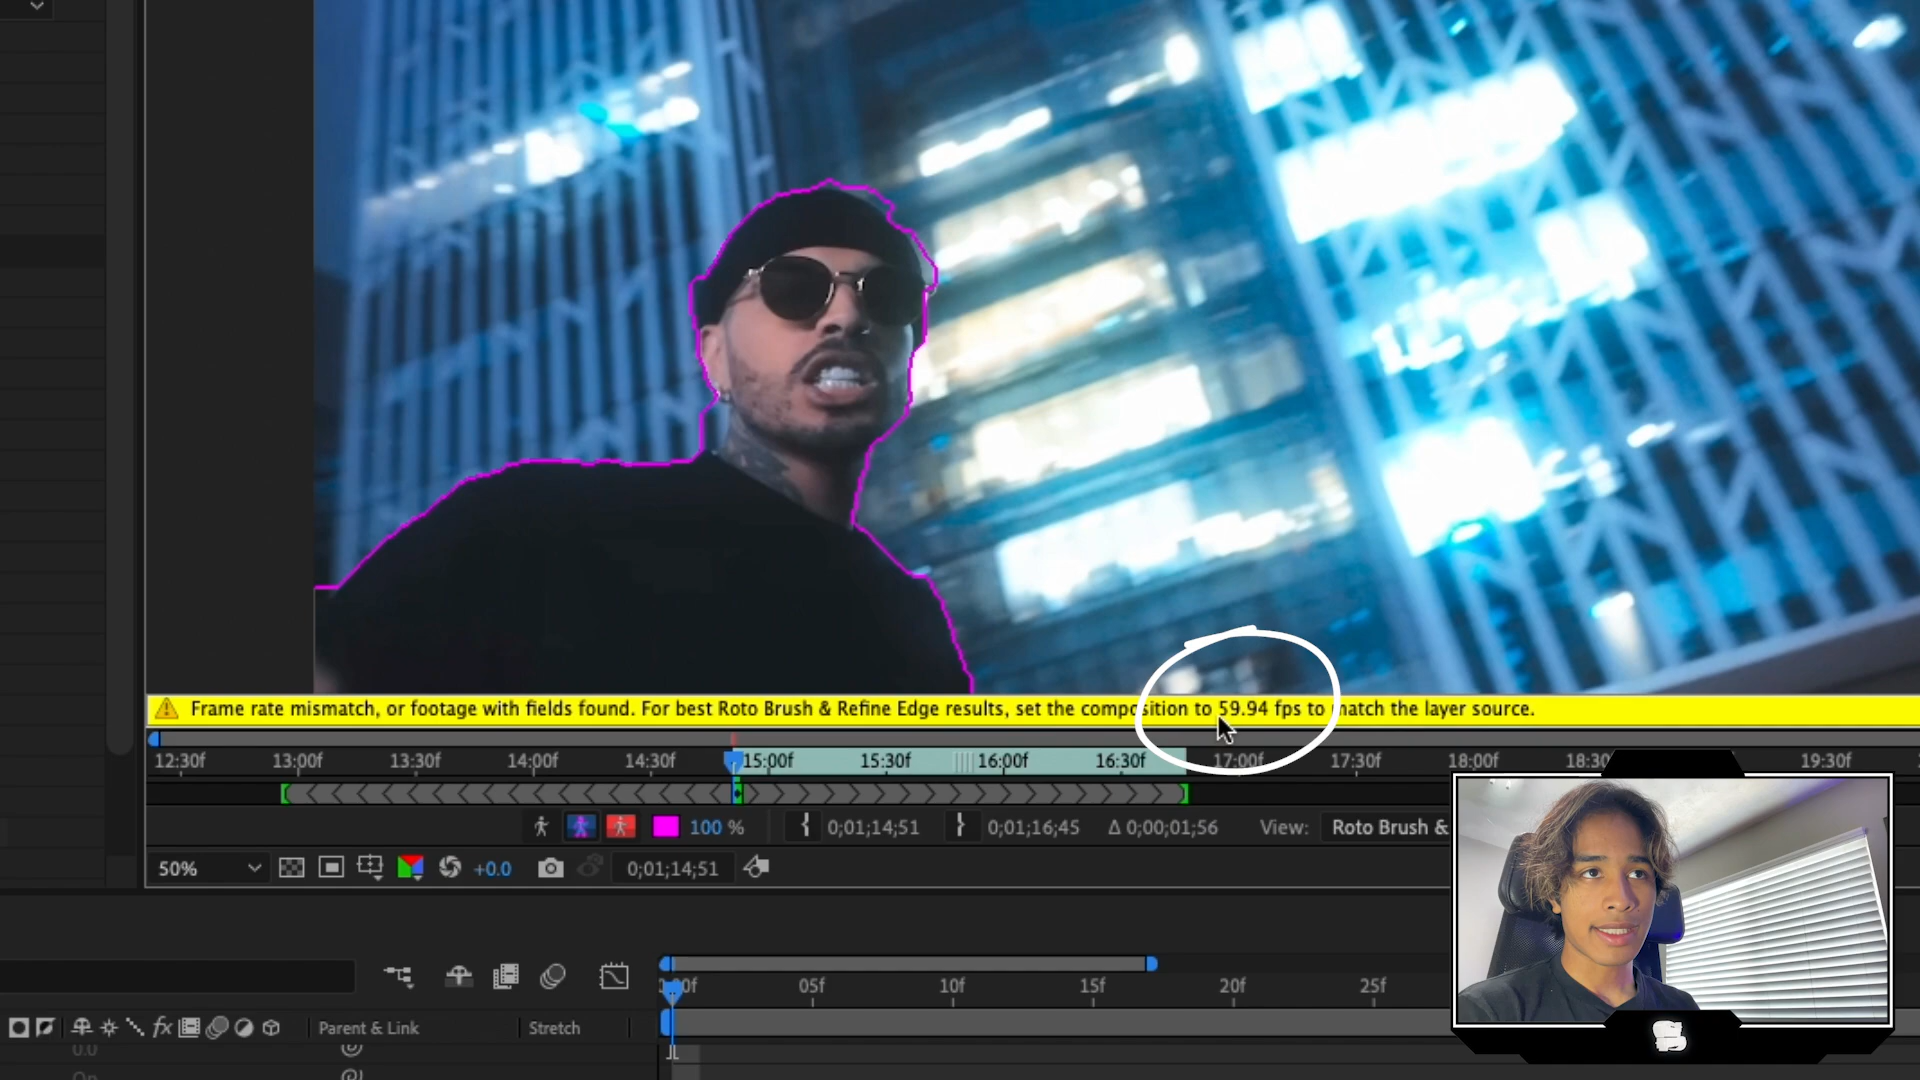 Frame rate mismatch, or footage with fields found. For best Roto Brush & Refine Edge results, set the composition to 59.94 fps to match the layer source.
12:30f 13:00f 13:30f 14:00f 14:30f 15:00f 15:30f 16:00f 16:30f 17:00f 17:30f 18:00f 18:30 19:30f
100 % { 0;01;14;51 } 0;01;16;45 Δ 0;00;01;56 View: Roto Brush &
50% +0.0 0;01;14;51
05f 10f 15f 20f 25f
fx Parent & Link Stretch
0.0
On